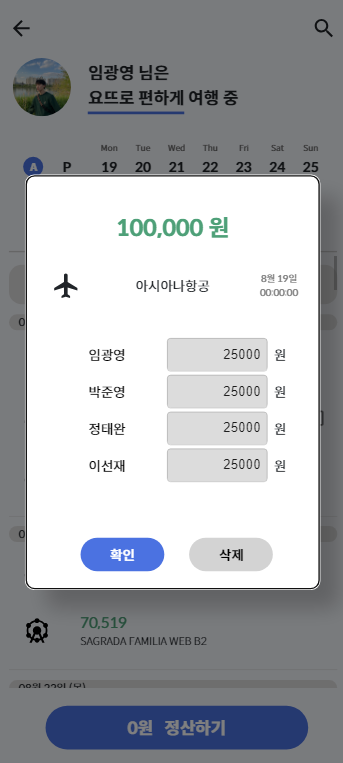 임광영 님은
요뜨로 편하게 여행 중
Mon Tue Wed Thu Fri Sat Sun
A P 19 20 21 22 23 24 25
100,000 원
아시아나항공
8월 19일
00:00:00
임광영 25000 원
박준영 25000 원
정태완 25000 원
이선재 25000 원
확인 삭제
70,519
SAGRADA FAMILIA WEB B2
08월 22일 (목)
0원 정산하기